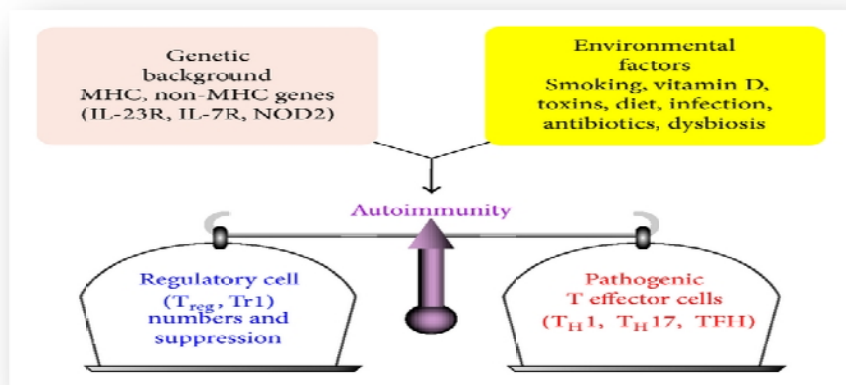 Genetic
background
MHC, non-MHC genes
(IL-23R, IL-7R, NOD2)
Environmental
factors
Smoking, vitamin D,
toxins, diet, infection,
antibiotics, dysbiosis
Autoimmunity
Regulatory cell
(Treg, Tr1)
numbers and
suppression
Pathogenic
T effector cells
(TH1, TH17, TFH)